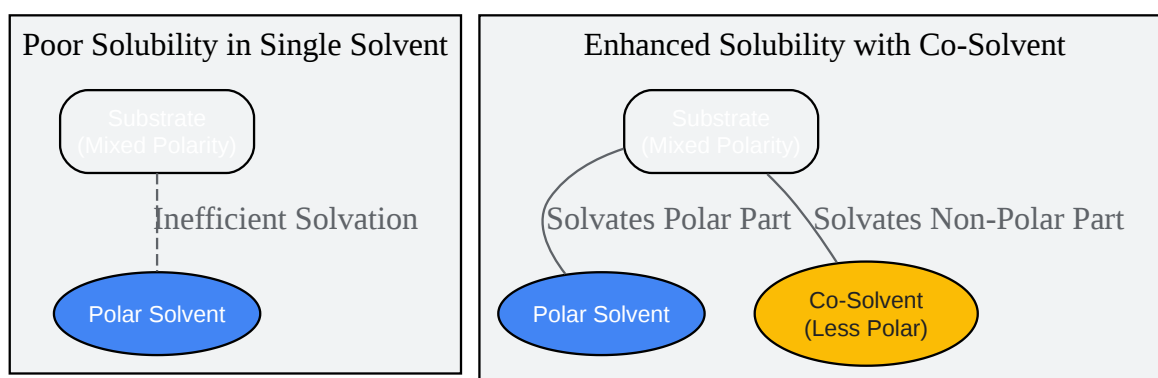 Poor Solubility in Single Solvent
Substrate
(Mixed Polarity)
Inefficient Solvation
Polar Solvent
Enhanced Solubility with Co-Solvent
Substrate
(Mixed Polarity)
Solvates Polar Part
Solvates Non-Polar Part
Polar Solvent
Co-Solvent
(Less Polar)